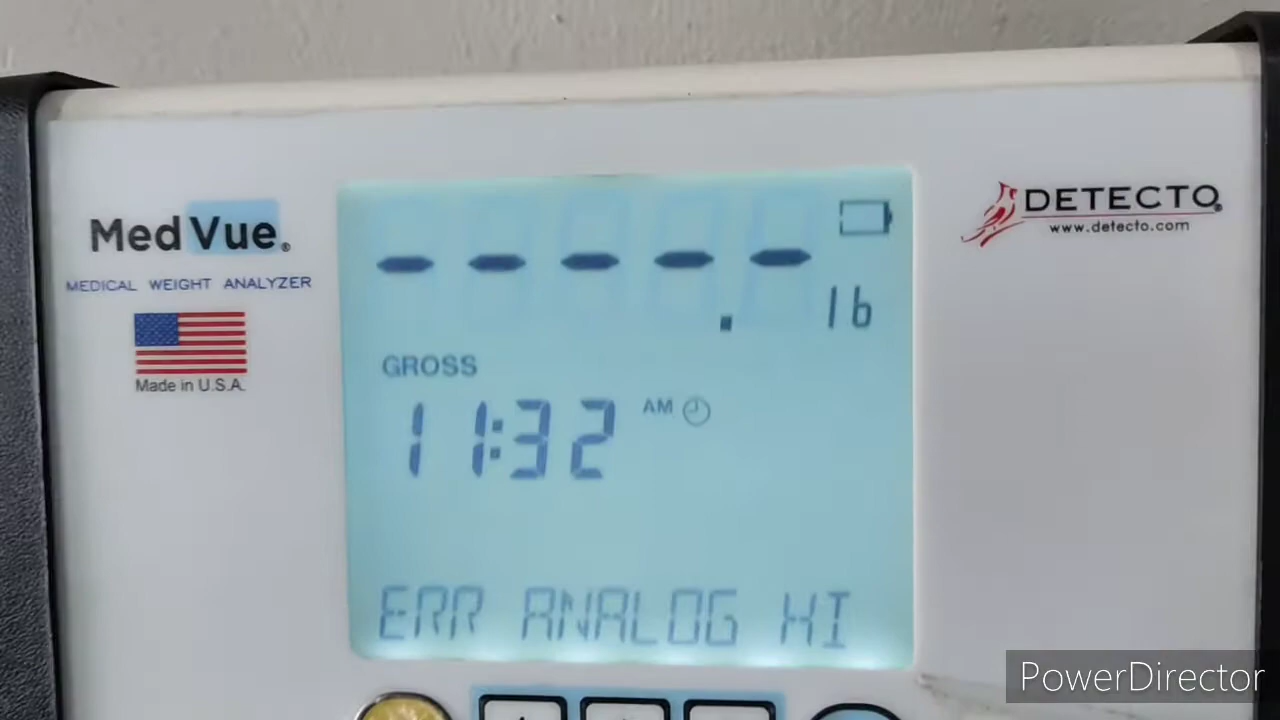 MedVue®
MEDICAL WEIGHT ANALYZER
Made in U.S.A.
DETECTO®
www.detecto.com
- - - - . - lb
GROSS
11:32 AM
ERR ANALOG HI
PowerDirector